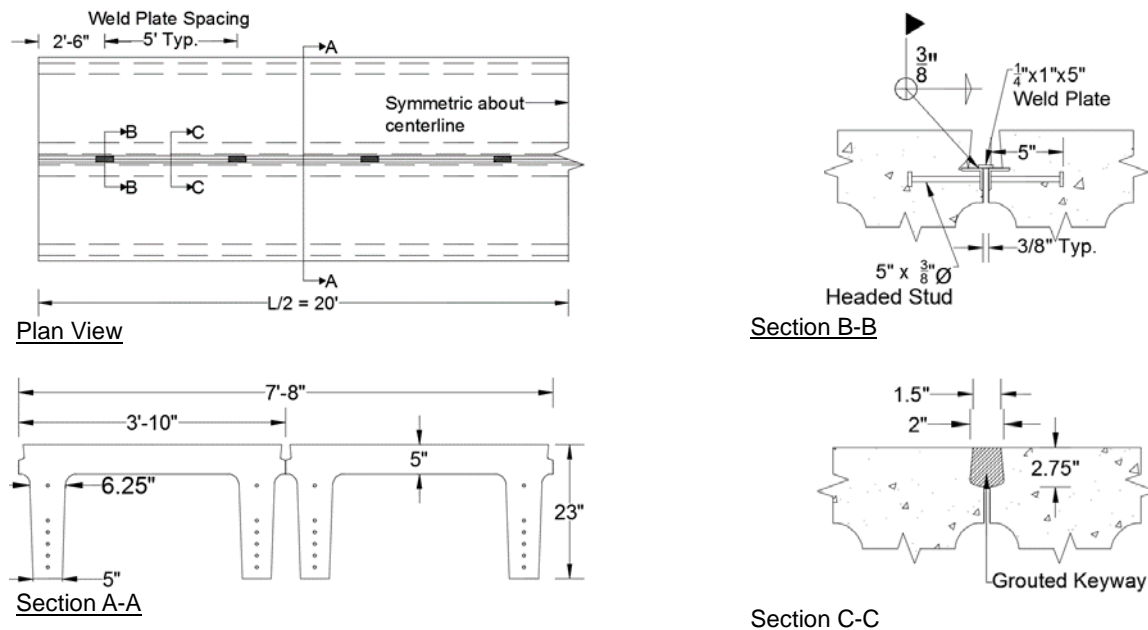 Weld Plate Spacing
2'-6"
5' Typ.
A
Symmetric about
centerline
B
C
B
C
A
L/2 = 20'
Plan View
3/8"
1/4"x1"x5"
Weld Plate
5"
3/8" Typ.
5" x 3/8"Ø
Headed Stud
Section B-B
7'-8"
3'-10"
5"
6.25"
23"
5"
Section A-A
1.5"
2"
2.75"
Grouted Keyway
Section C-C